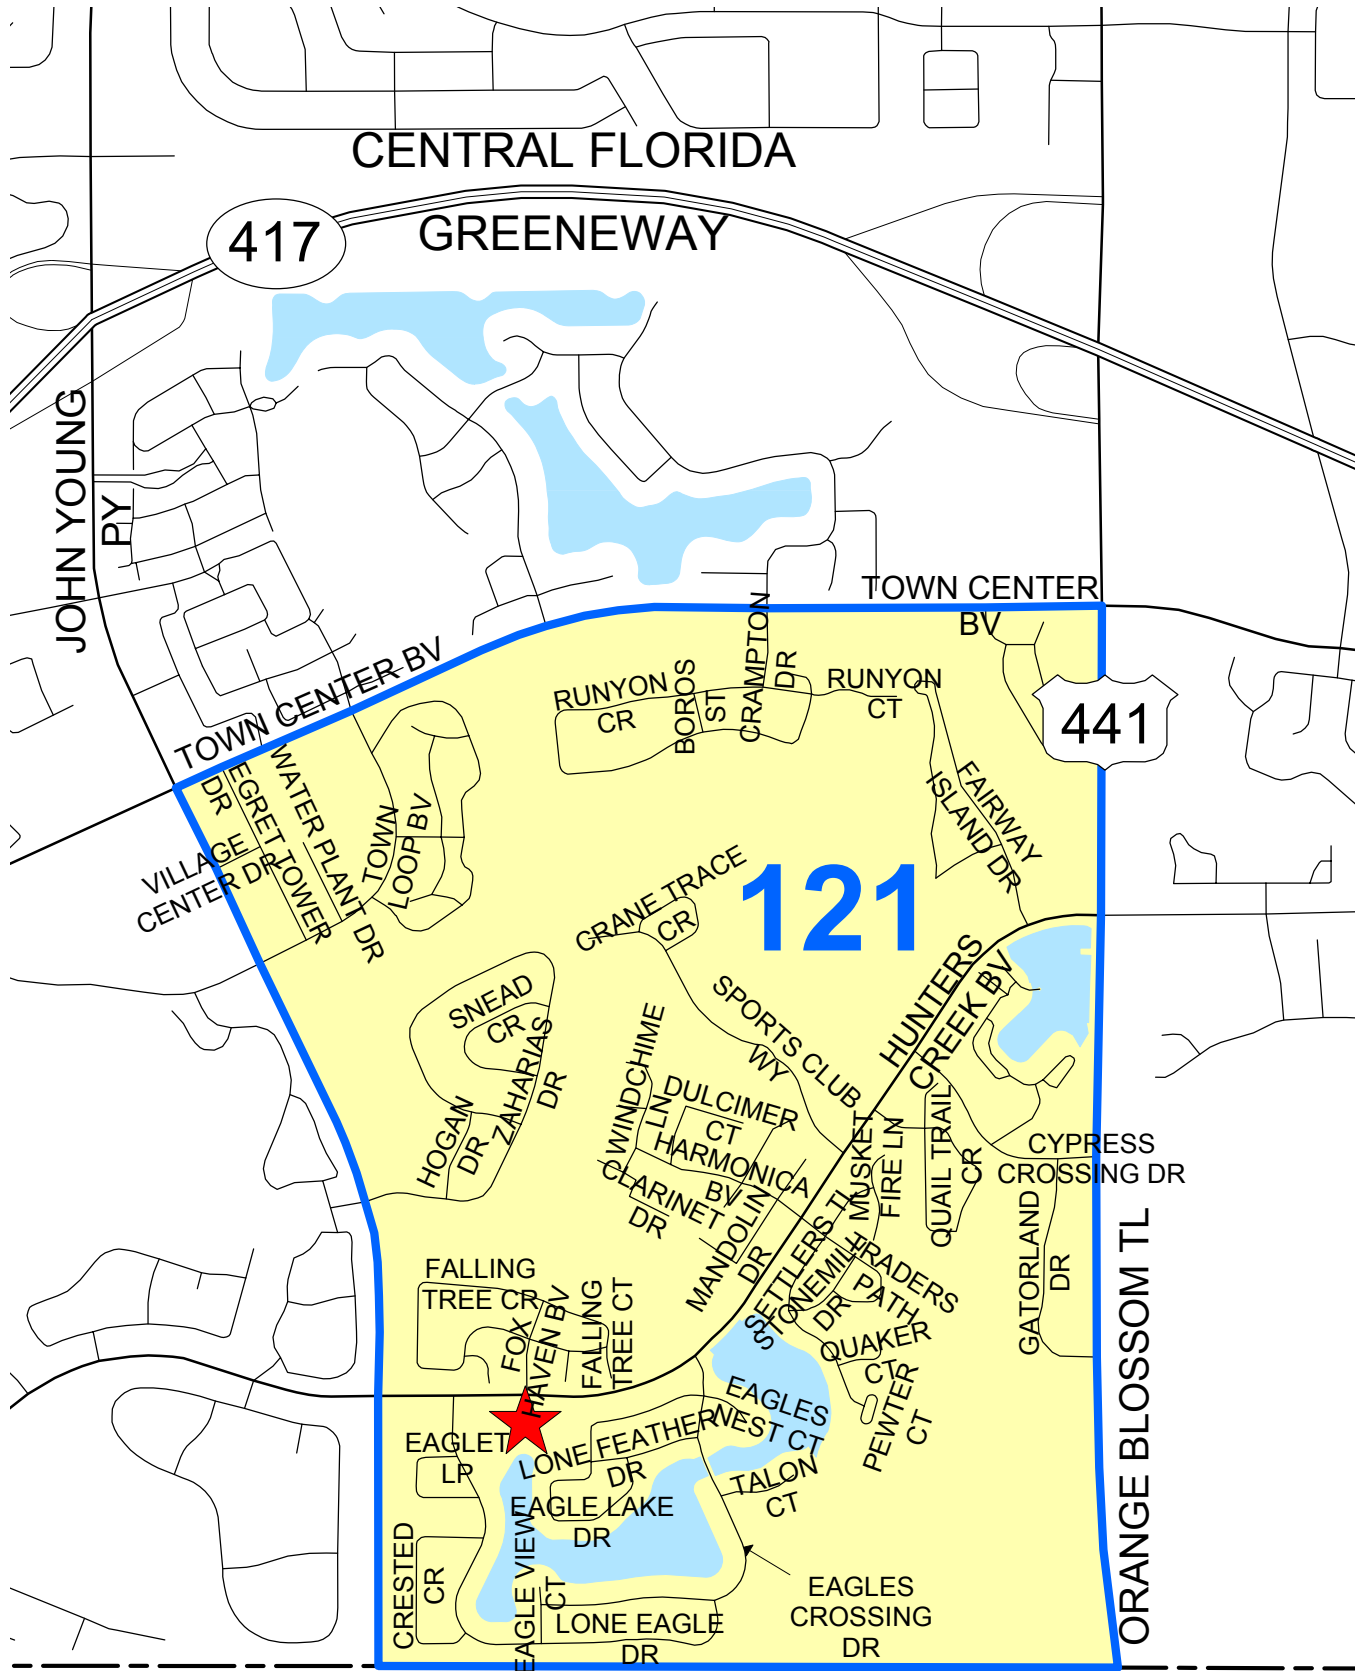 CENTRAL FLORIDA
417
GREENEWAY
JOHN YOUNG
PY
TOWN CENTER
BV
TOWN CENTER BV
441
RUNYON
CR
BOROS
ST
CRAMPTON
DR
RUNYON
CT
FAIRWAY
ISLAND DR
EGRET TOWER
DR
WATER PLANT DR
VILLAGE
CENTER DR
TOWN
LOOP BV
121
CRANE TRACE
CR
SNEAD
CR
ZAHARIAS
DR
HOGAN
DR
SPORTS CLUB
WY
HUNTERS
CREEK BV
WINDCHIME
LN
DULCIMER
CT
HARMONICA
BV
CLARINET
DR
MANDOLIN
DR
MUSKET
FIRE LN
QUAIL TRAIL
CR
CYPRESS
CROSSING DR
GATORLAND
DR
SETTLERS TL
STONEMILL
DR
TRADERS
PATH
QUAKER
CT
PEWTER
CT
FALLING
TREE CR
FOX
HAVEN BV
FALLING
TREE CT
ORANGE BLOSSOM TL
EAGLET
LP
LONE FEATHER
DR
EAGLES
NEST CT
TALON
CT
EAGLE LAKE
DR
CRESTED
CR
EAGLE VIEW
CT
LONE EAGLE
DR
EAGLES
CROSSING
DR